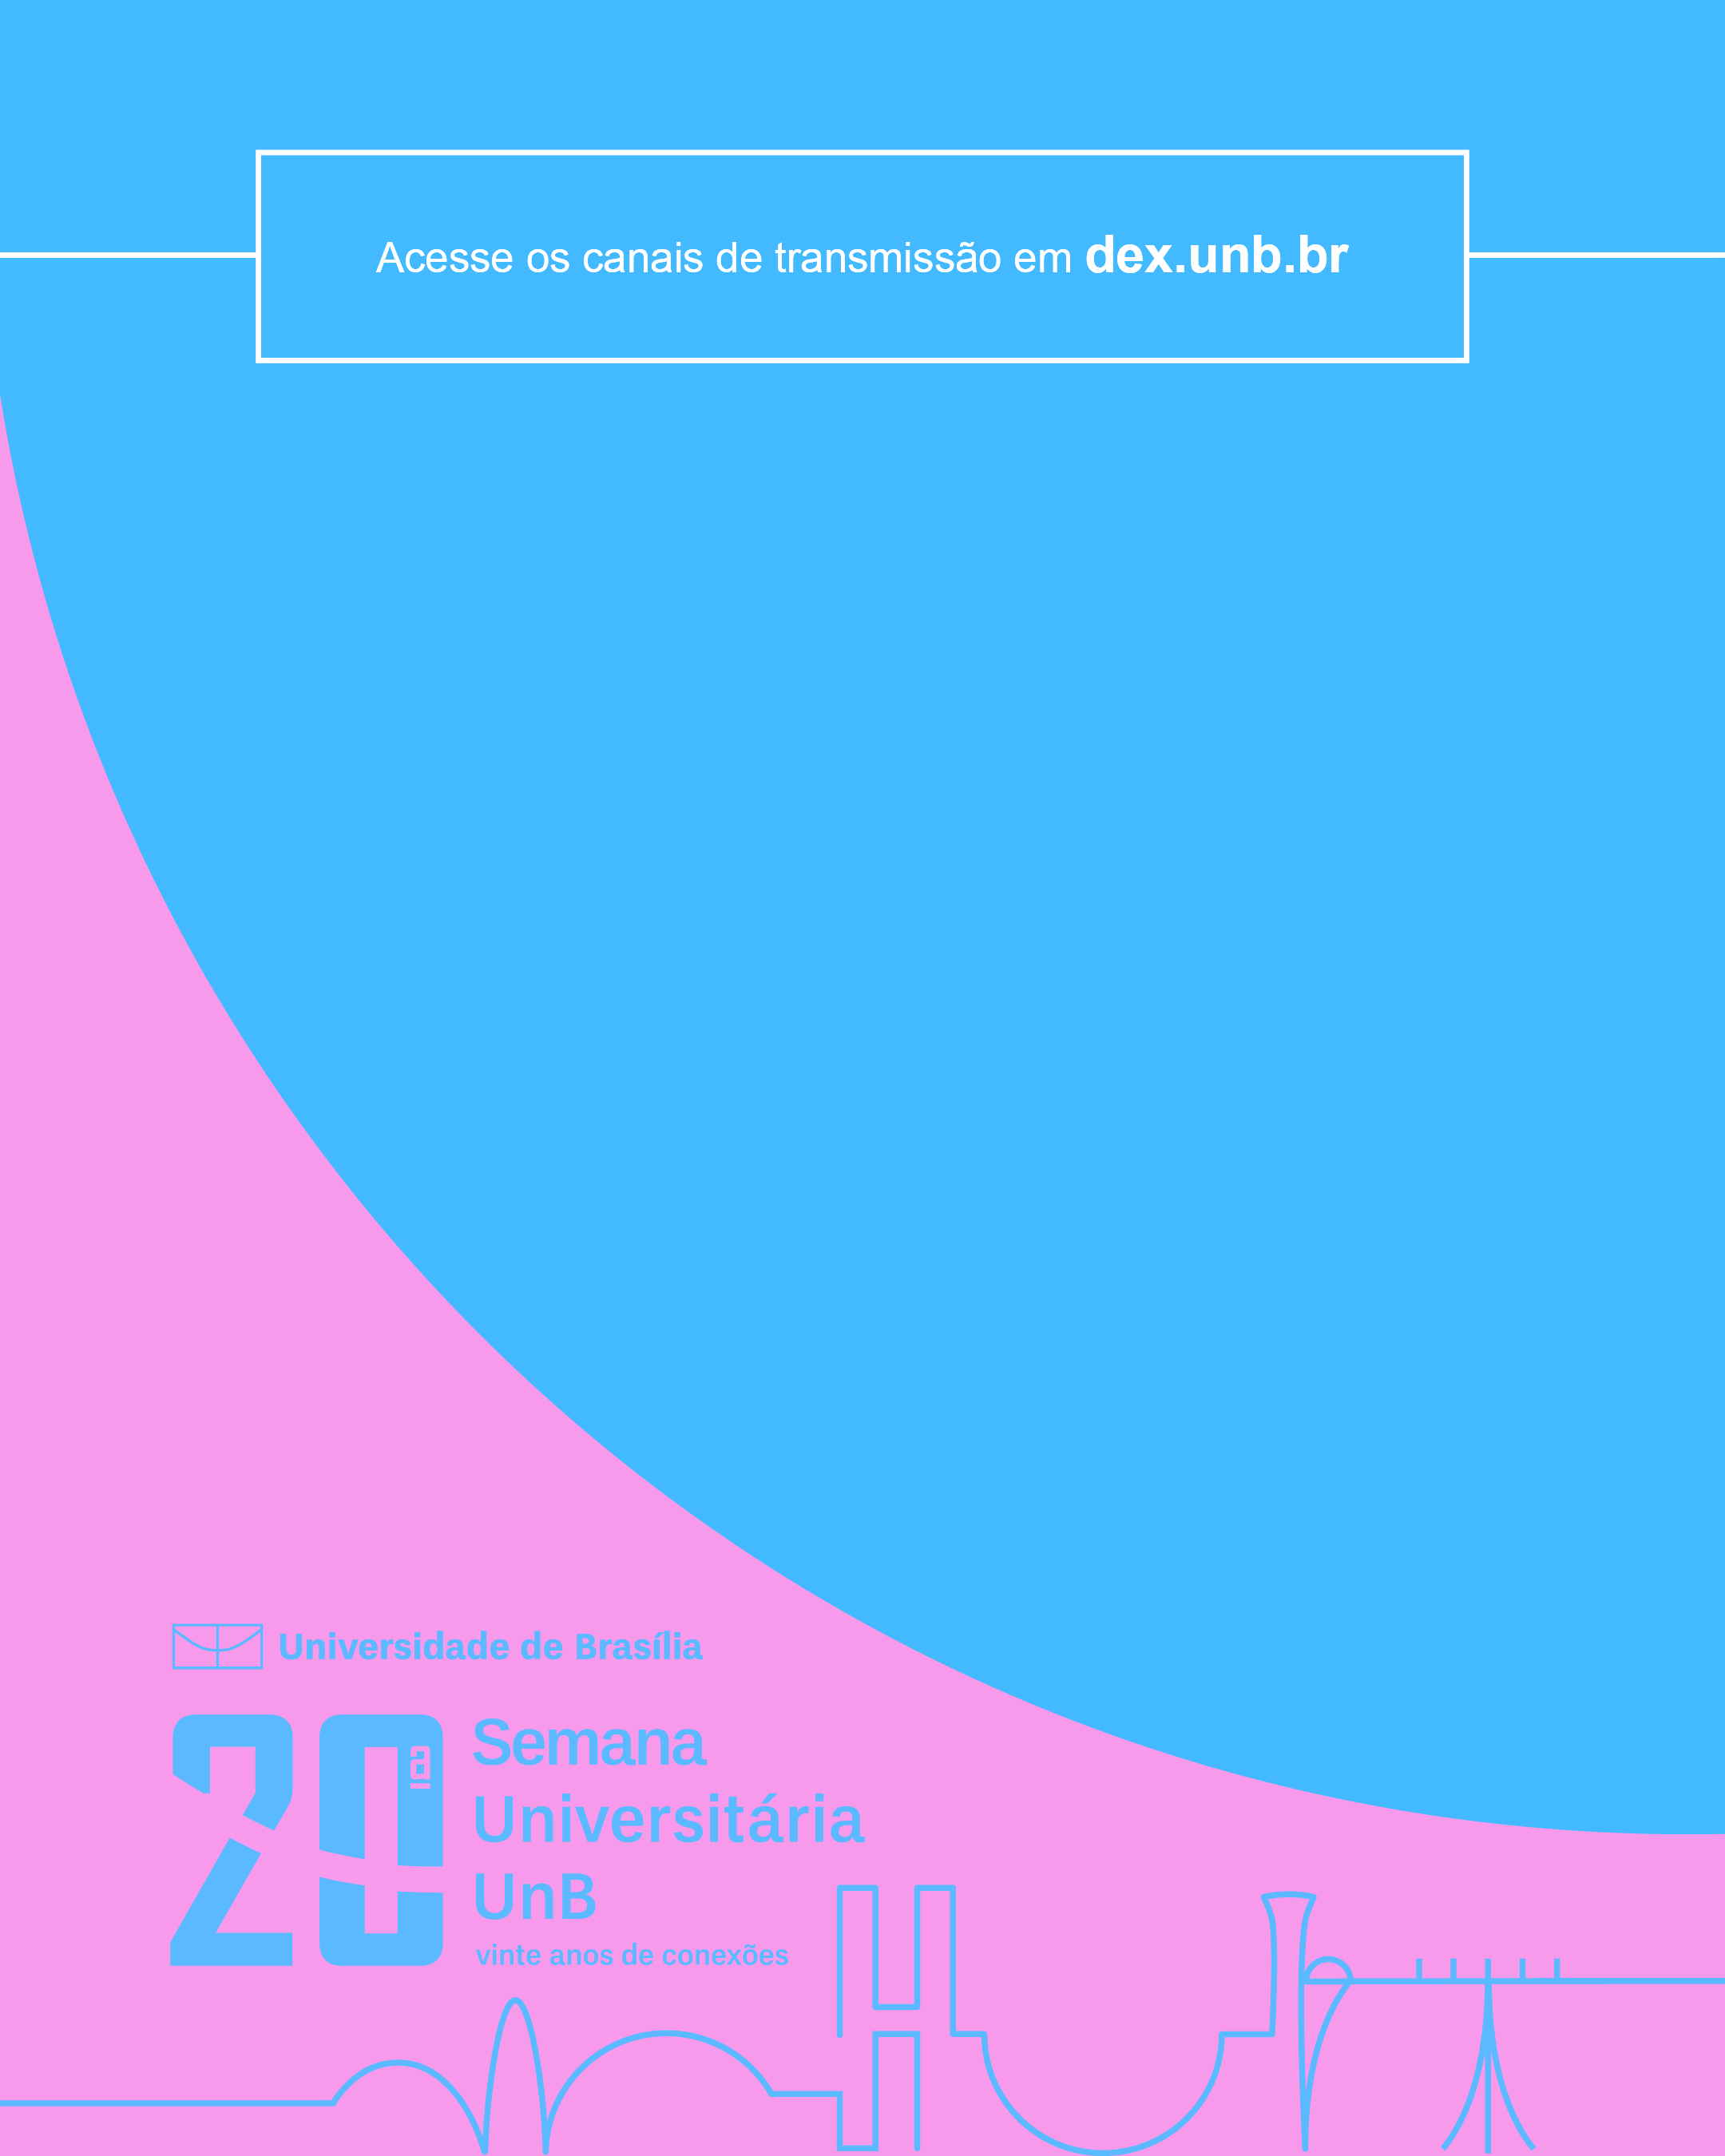 Acesse os canais de transmissão em dex.unb.br
Universidade de Brasília
20ª
Semana
Universitária
UnB
vinte anos de conexões